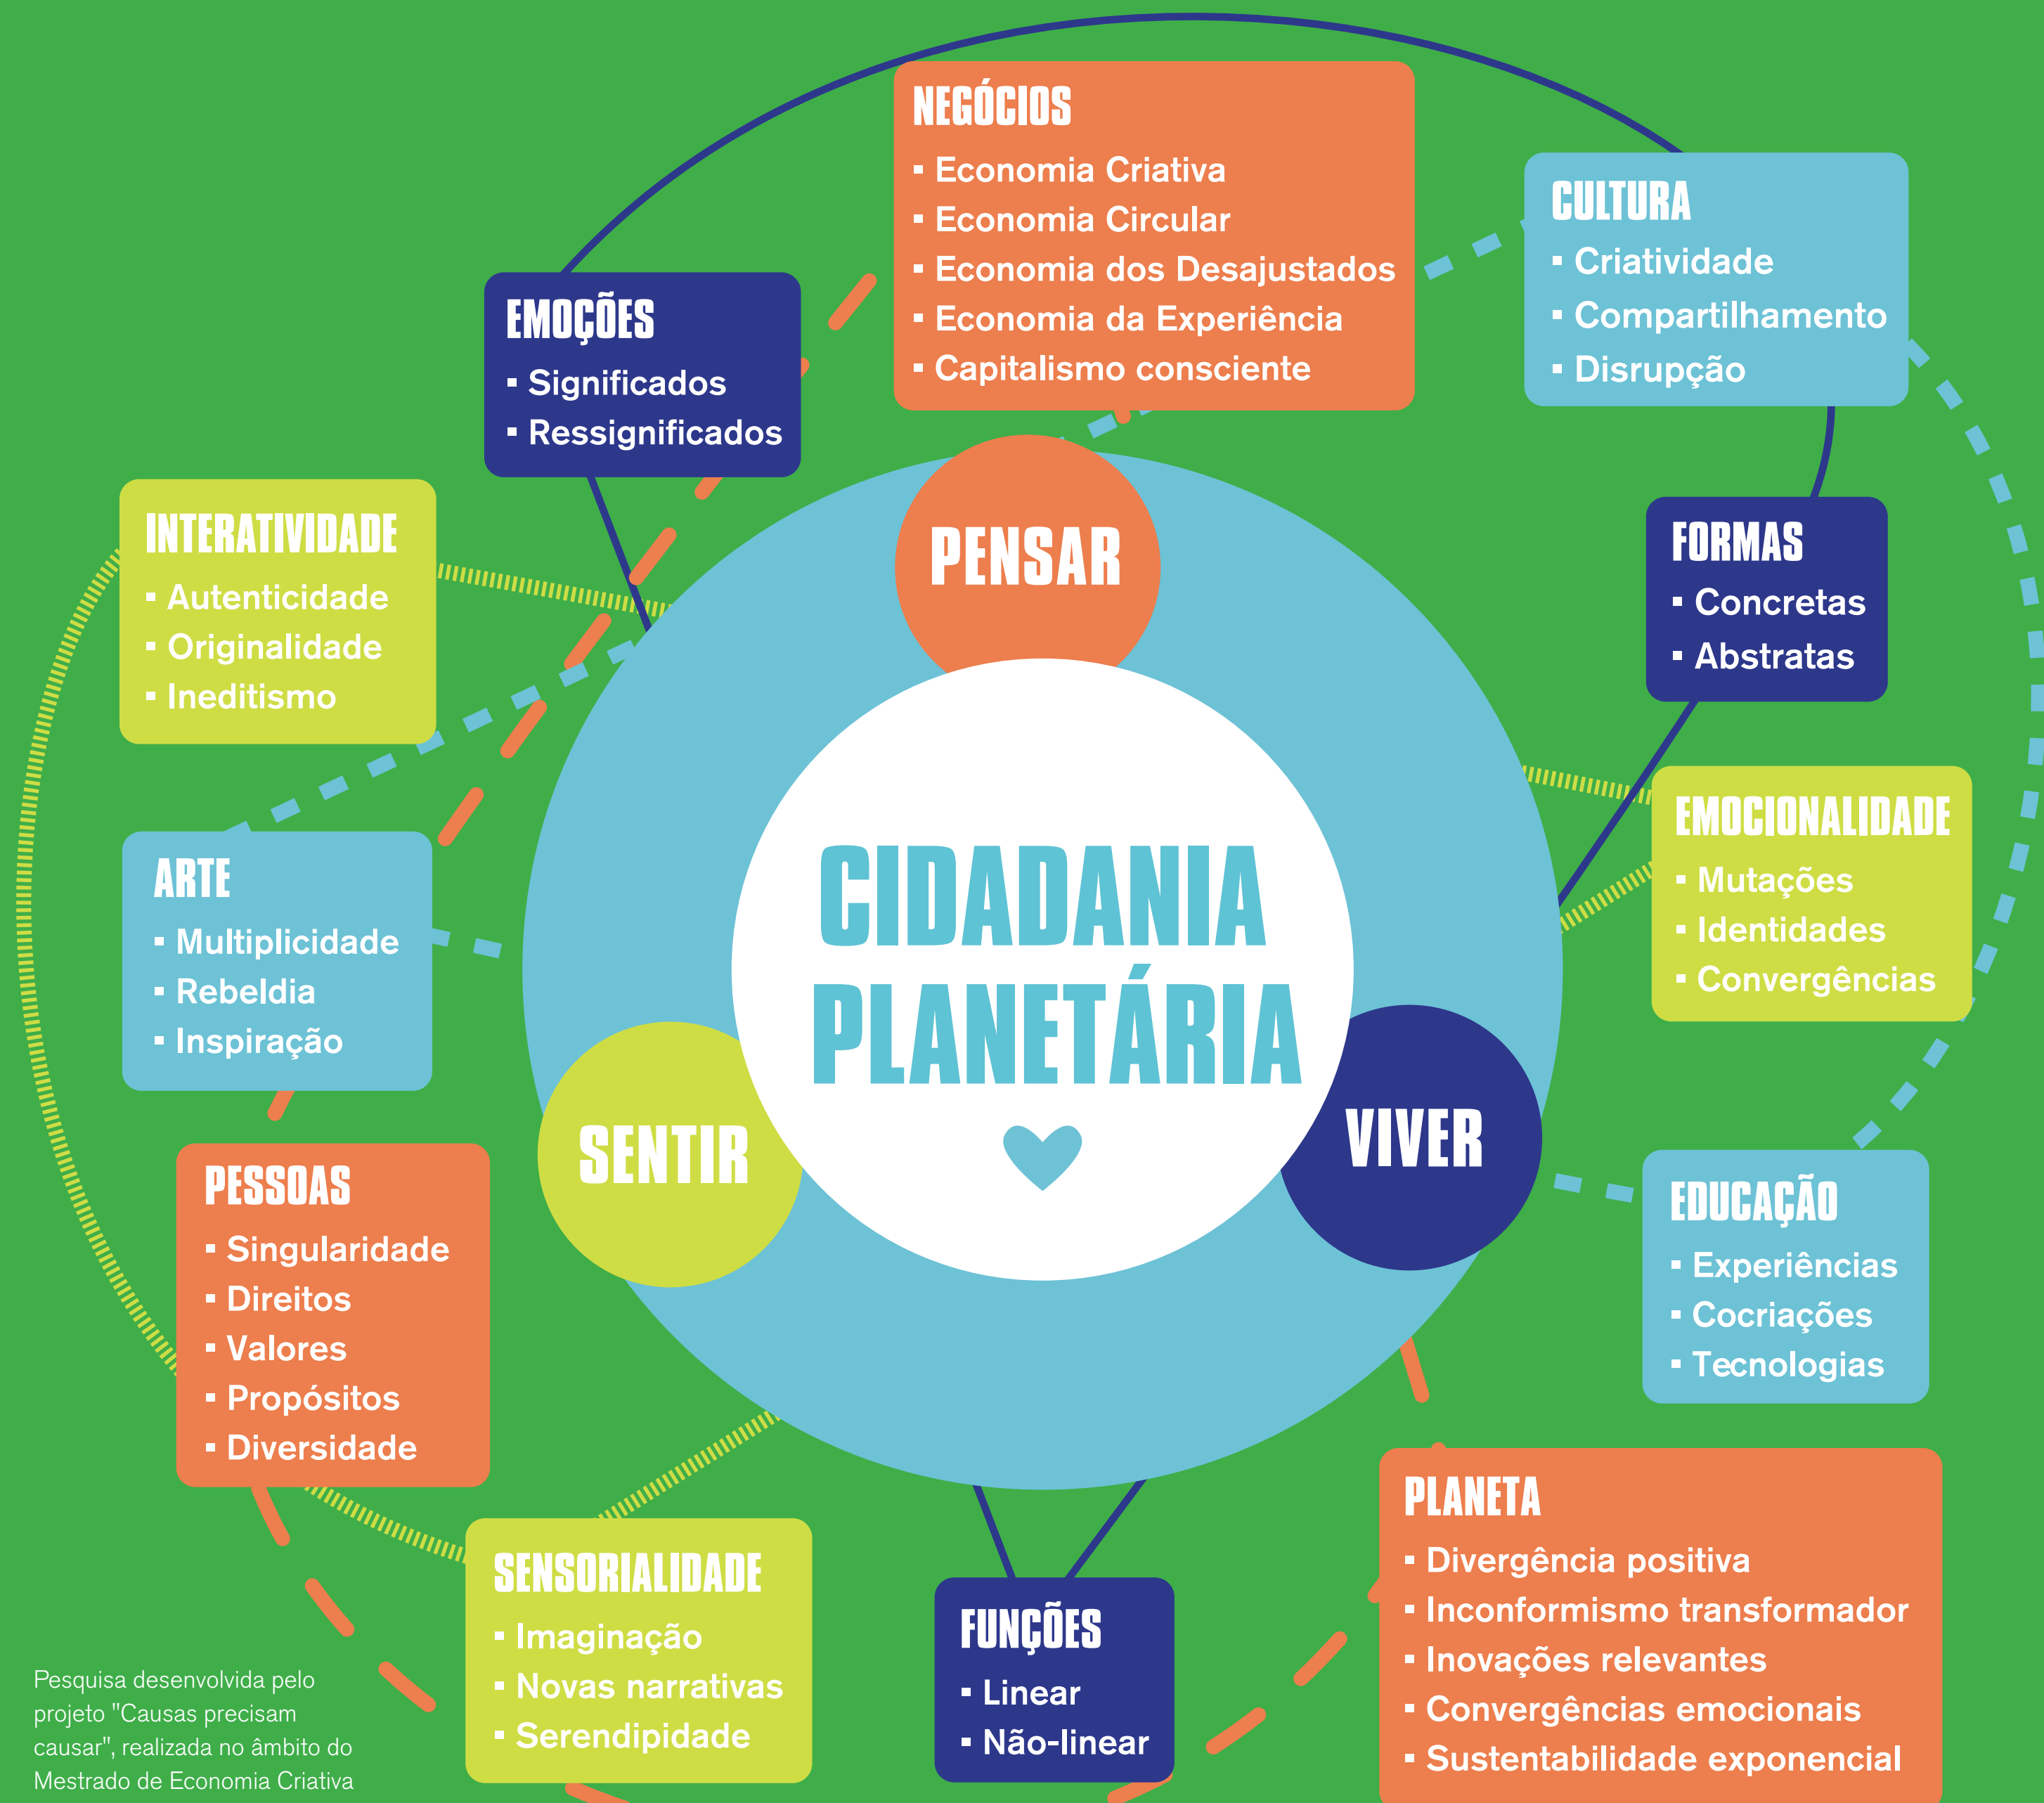 NEGÓCIOS
▪ Economia Criativa
▪ Economia Circular
▪ Economia dos Desajustados
▪ Economia da Experiência
▪ Capitalismo consciente
CULTURA
▪ Criatividade
▪ Compartilhamento
▪ Disrupção
EMOÇÕES
▪ Significados
▪ Ressignificados
INTERATIVIDADE
▪ Autenticidade
▪ Originalidade
▪ Ineditismo
PENSAR
FORMAS
▪ Concretas
▪ Abstratas
EMOCIONALIDADE
▪ Mutações
▪ Identidades
▪ Convergências
ARTE
▪ Multiplicidade
▪ Rebeldia
▪ Inspiração
CIDADANIA
PLANETÁRIA
SENTIR
VIVER
PESSOAS
▪ Singularidade
▪ Direitos
▪ Valores
▪ Propósitos
▪ Diversidade
EDUCAÇÃO
▪ Experiências
▪ Cocriações
▪ Tecnologias
PLANETA
▪ Divergência positiva
▪ Inconformismo transformador
▪ Inovações relevantes
▪ Convergências emocionais
▪ Sustentabilidade exponencial
SENSORIALIDADE
▪ Imaginação
▪ Novas narrativas
▪ Serendipidade
FUNÇÕES
▪ Linear
▪ Não-linear
Pesquisa desenvolvida pelo
projeto "Causas precisam
causar", realizada no âmbito do
Mestrado de Economia Criativa